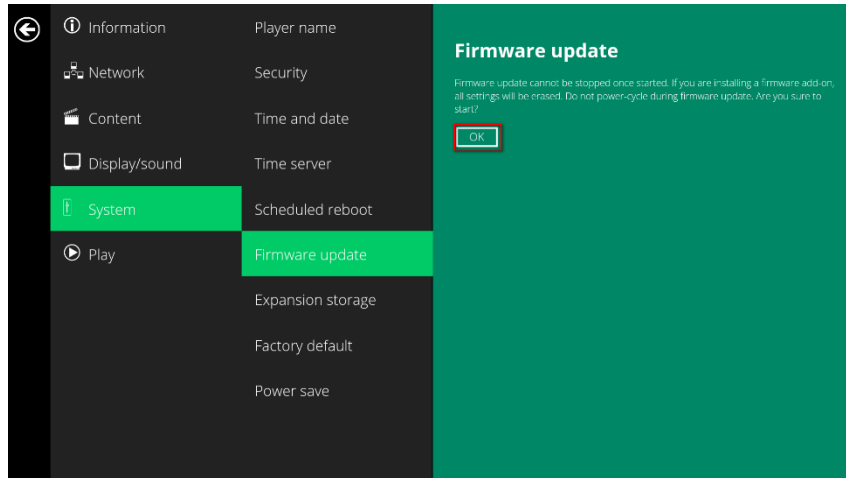 Information
Network
Content
Display/sound
System
Play
Player name
Security
Time and date
Time server
Scheduled reboot
Firmware update
Expansion storage
Factory default
Power save
Firmware update
Firmware update cannot be stopped once started. If you are installing a firmware add-on,
all settings will be erased. Do not power-cycle during firmware update. Are you sure to
start?
OK